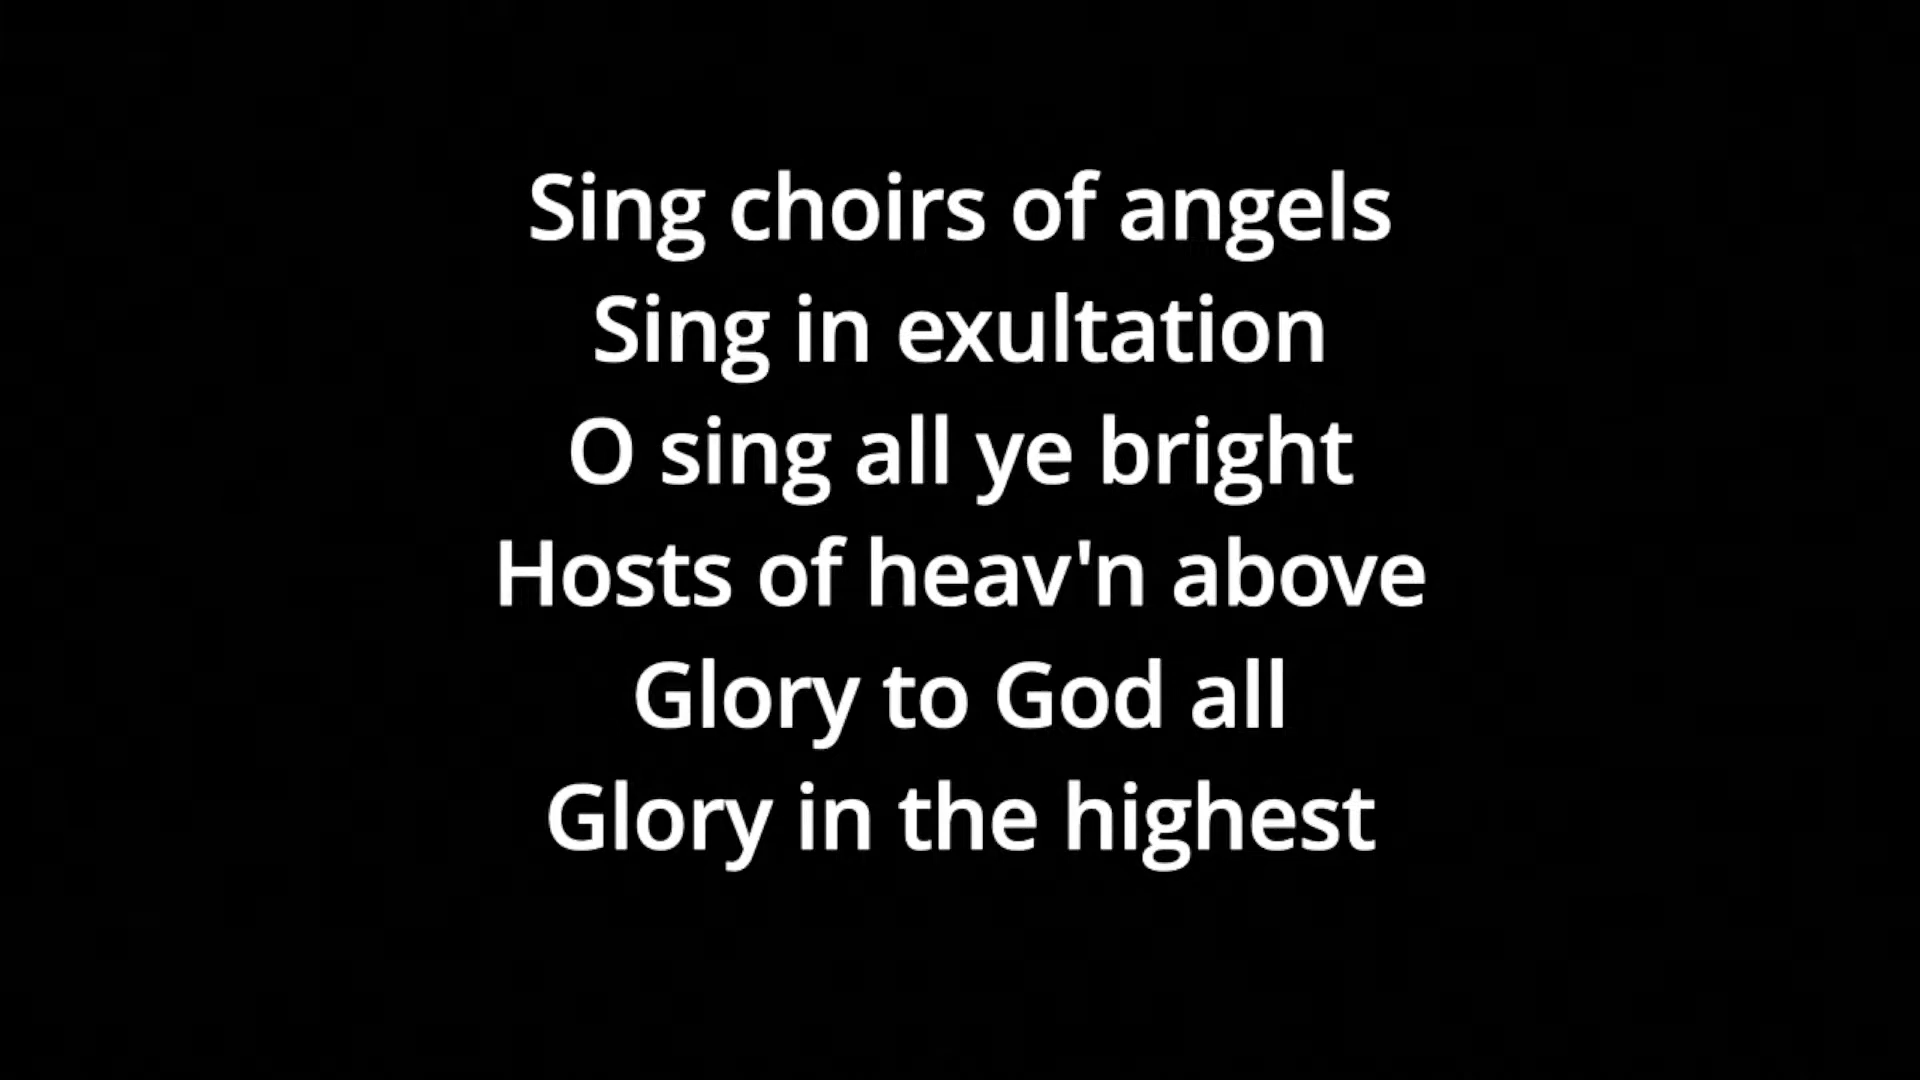 Sing choirs of angels
Sing in exultation
O sing all ye bright
Hosts of heav'n above
Glory to God all
Glory in the highest